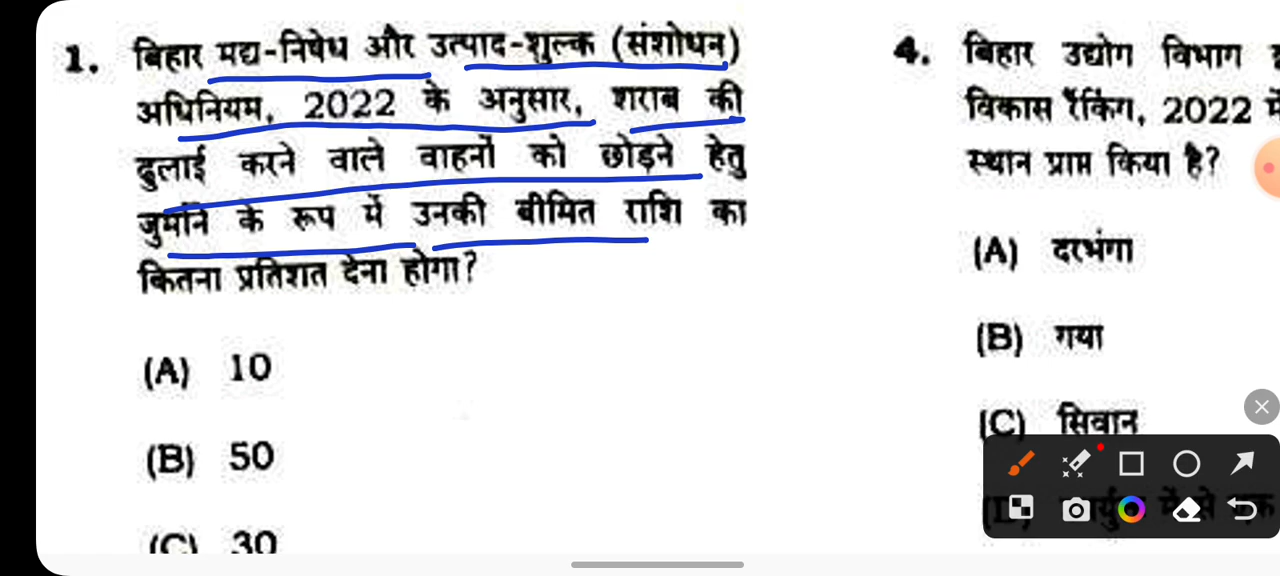 1. बिहार मद्य-निषेध और उत्पाद-शुल्क (संशोधन)
अधिनियम, 2022 के अनुसार, शराब की
ढुलाई करने वाले वाहनों को छोड़ने हेतु
जुर्माने के रूप में उनकी बीमित राशि का
कितना प्रतिशत देना होगा?
(A) 10
(B) 50
(C) 30
4. बिहार उद्योग विभाग
विकास रैंकिंग, 2022 में
स्थान प्राप्त किया है?
(A) दरभंगा
(B) गया
(C) सिवान